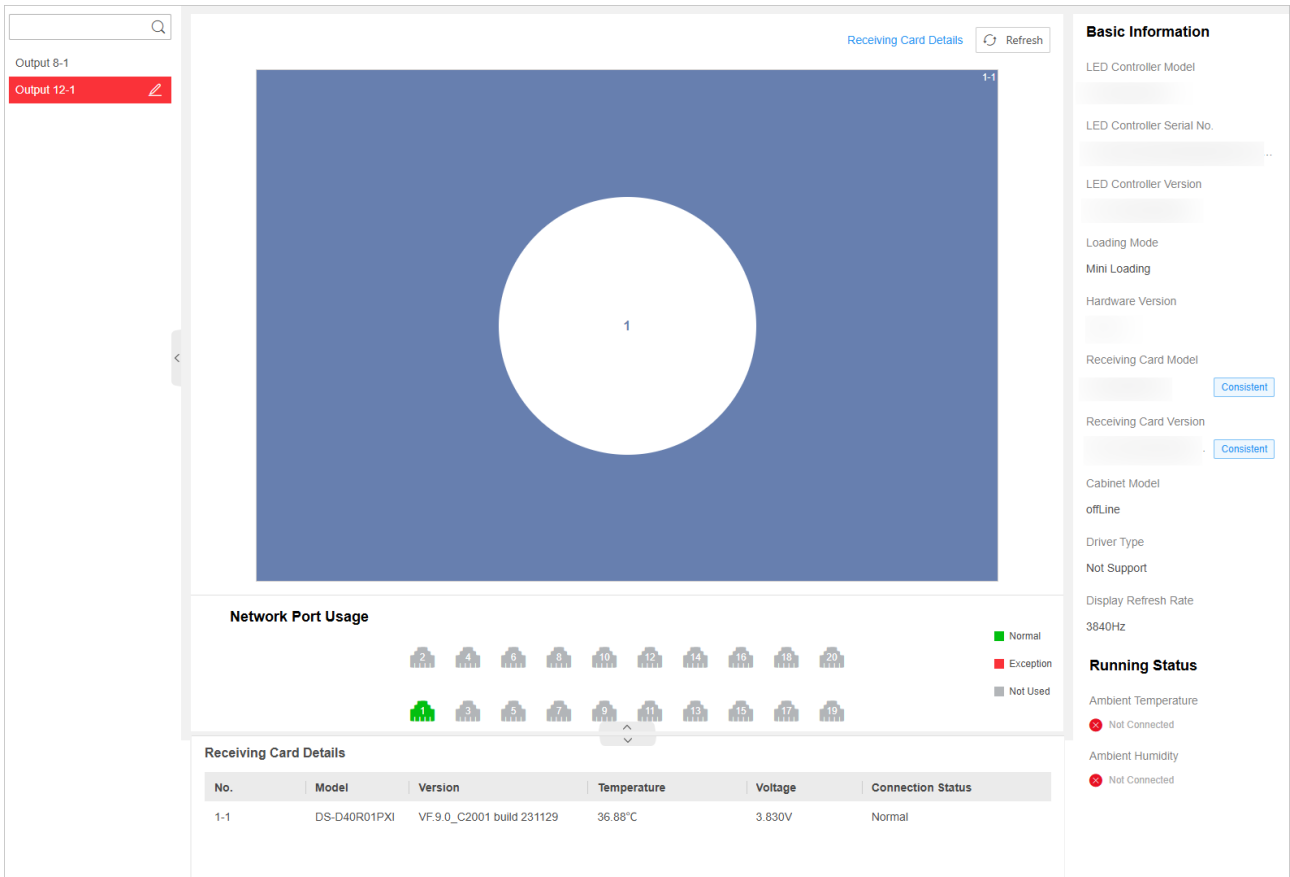 Output 8-1
Output 12-1
Receiving Card Details
Refresh
1-1
1
Network Port Usage
2 4 6 8 10 12 14 16 18 20
1 3 5 7 9 11 13 15 17 19
Normal
Exception
Not Used
Receiving Card Details
No. Model Version Temperature Voltage Connection Status
1-1 DS-D40R01PXI VF.9.0_C2001 build 231129 36.88℃ 3.830V Normal
Basic Information
LED Controller Model
LED Controller Serial No.
...
LED Controller Version
Loading Mode
Mini Loading
Hardware Version
Receiving Card Model
Consistent
Receiving Card Version
Consistent
Cabinet Model
offLine
Driver Type
Not Support
Display Refresh Rate
3840Hz
Running Status
Ambient Temperature
Not Connected
Ambient Humidity
Not Connected